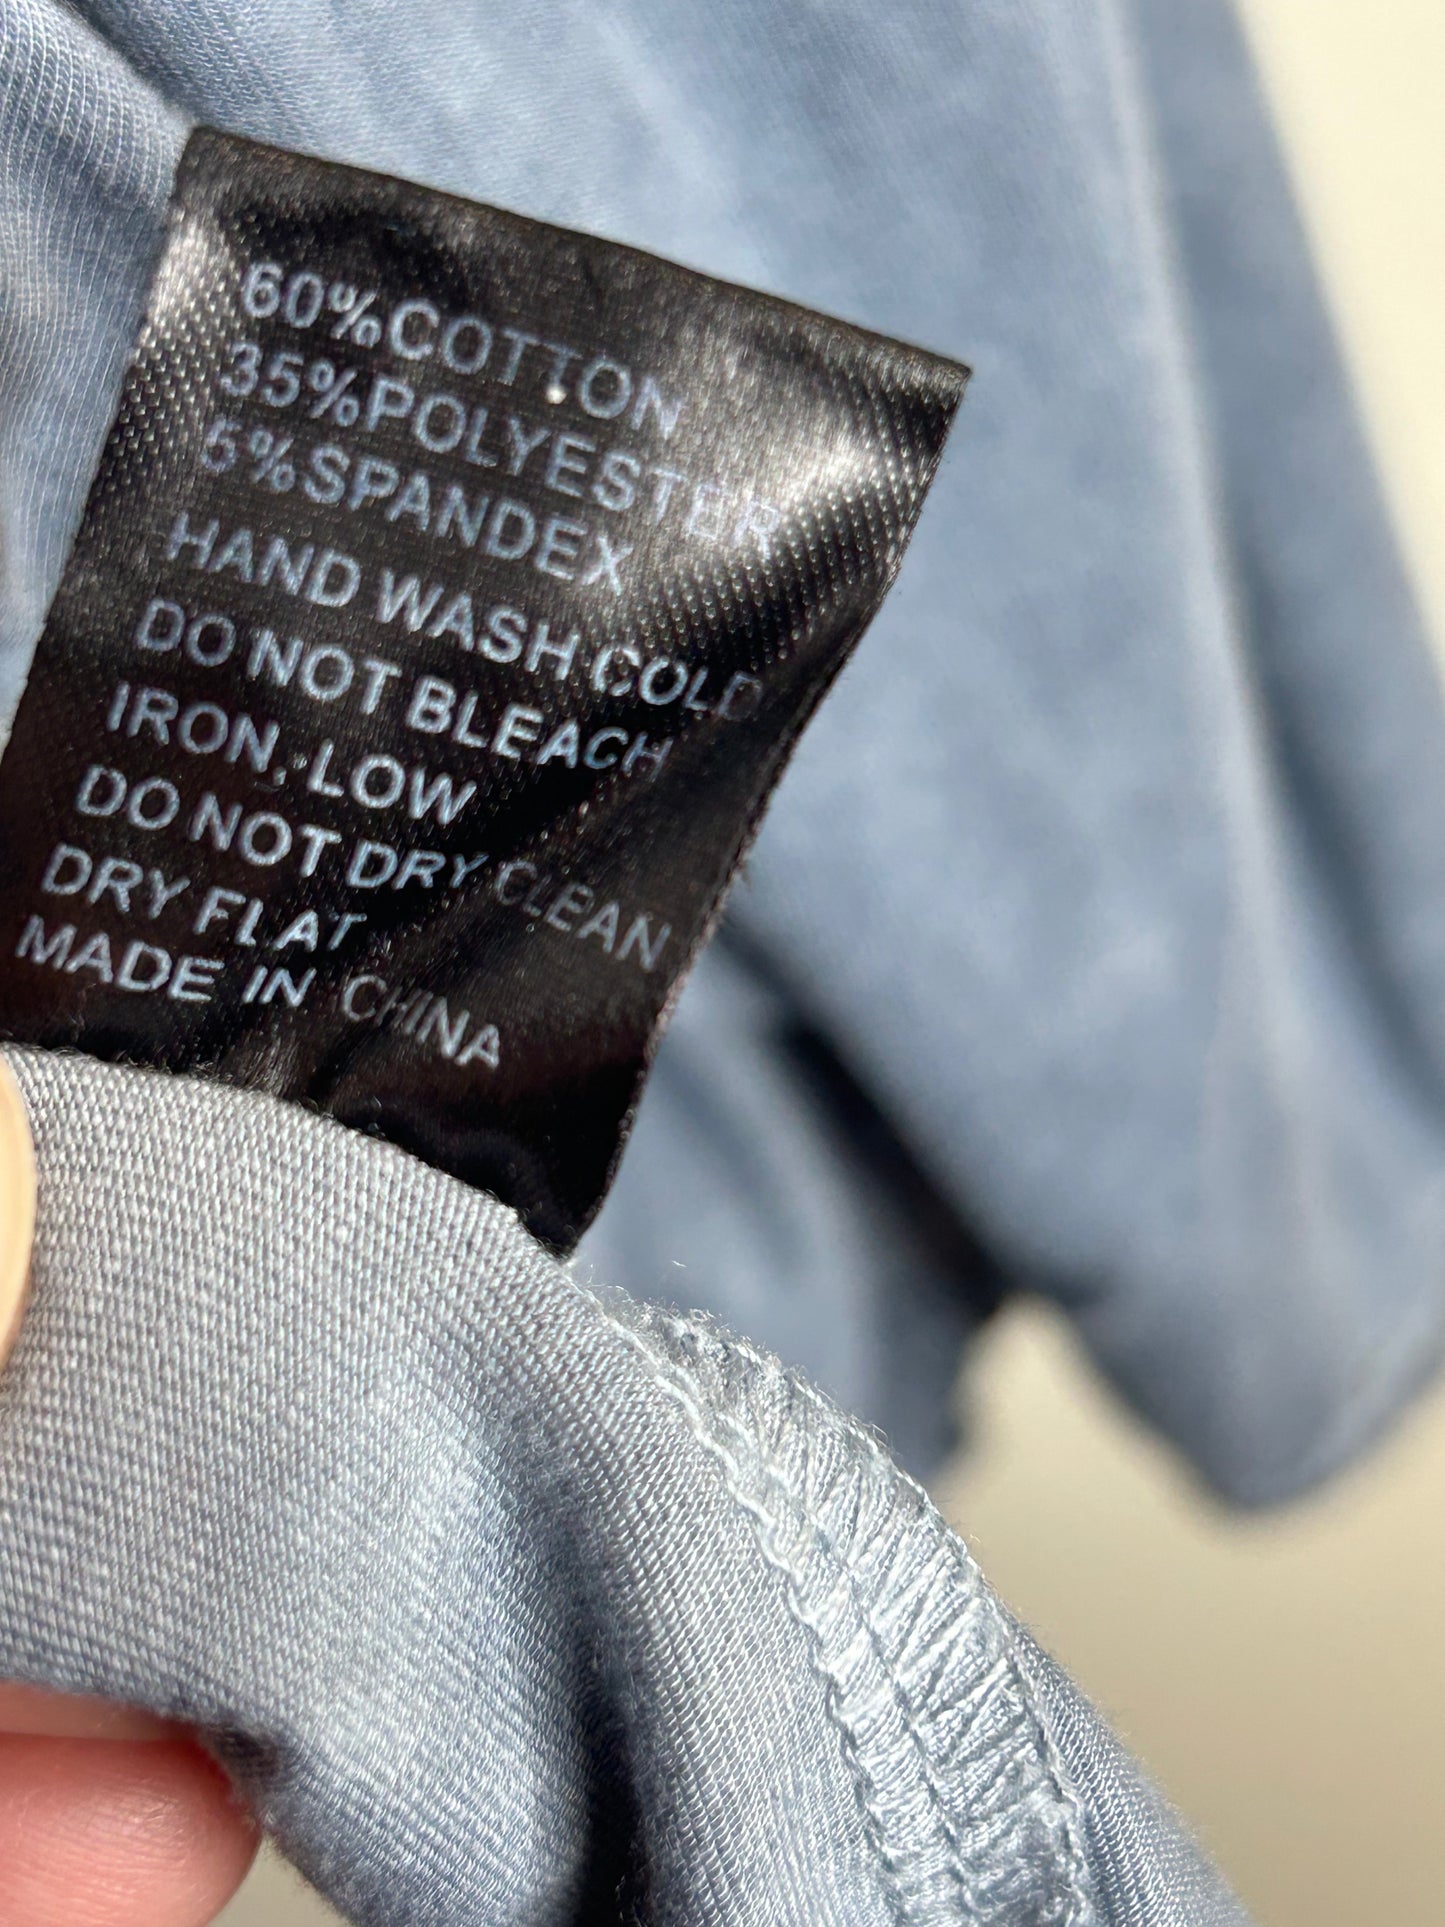 60%COTTON
35%POLYESTER
5%SPANDEX
HAND WASH COLD
DO NOT BLEACH
IRON, LOW
DO NOT DRY CLEAN
DRY FLAT
MADE IN CHINA